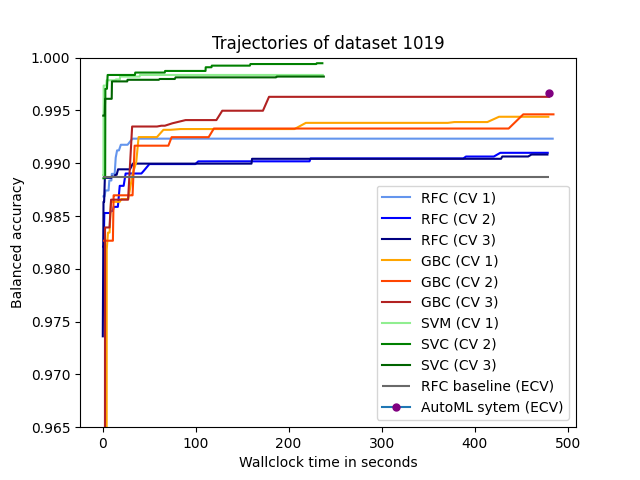 Trajectories of dataset 1019
Balanced accuracy
1.000
0.995
0.990
0.985
0.980
0.975
0.970
0.965
RFC (CV 1)
RFC (CV 2)
RFC (CV 3)
GBC (CV 1)
GBC (CV 2)
GBC (CV 3)
SVM (CV 1)
SVC (CV 2)
SVC (CV 3)
RFC baseline (ECV)
AutoML sytem (ECV)
0 100 200 300 400 500
Wallclock time in seconds